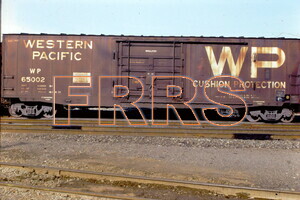 WESTERN
PACIFIC
WP
65002
WP
CUSHION PROTECTION
FRRS